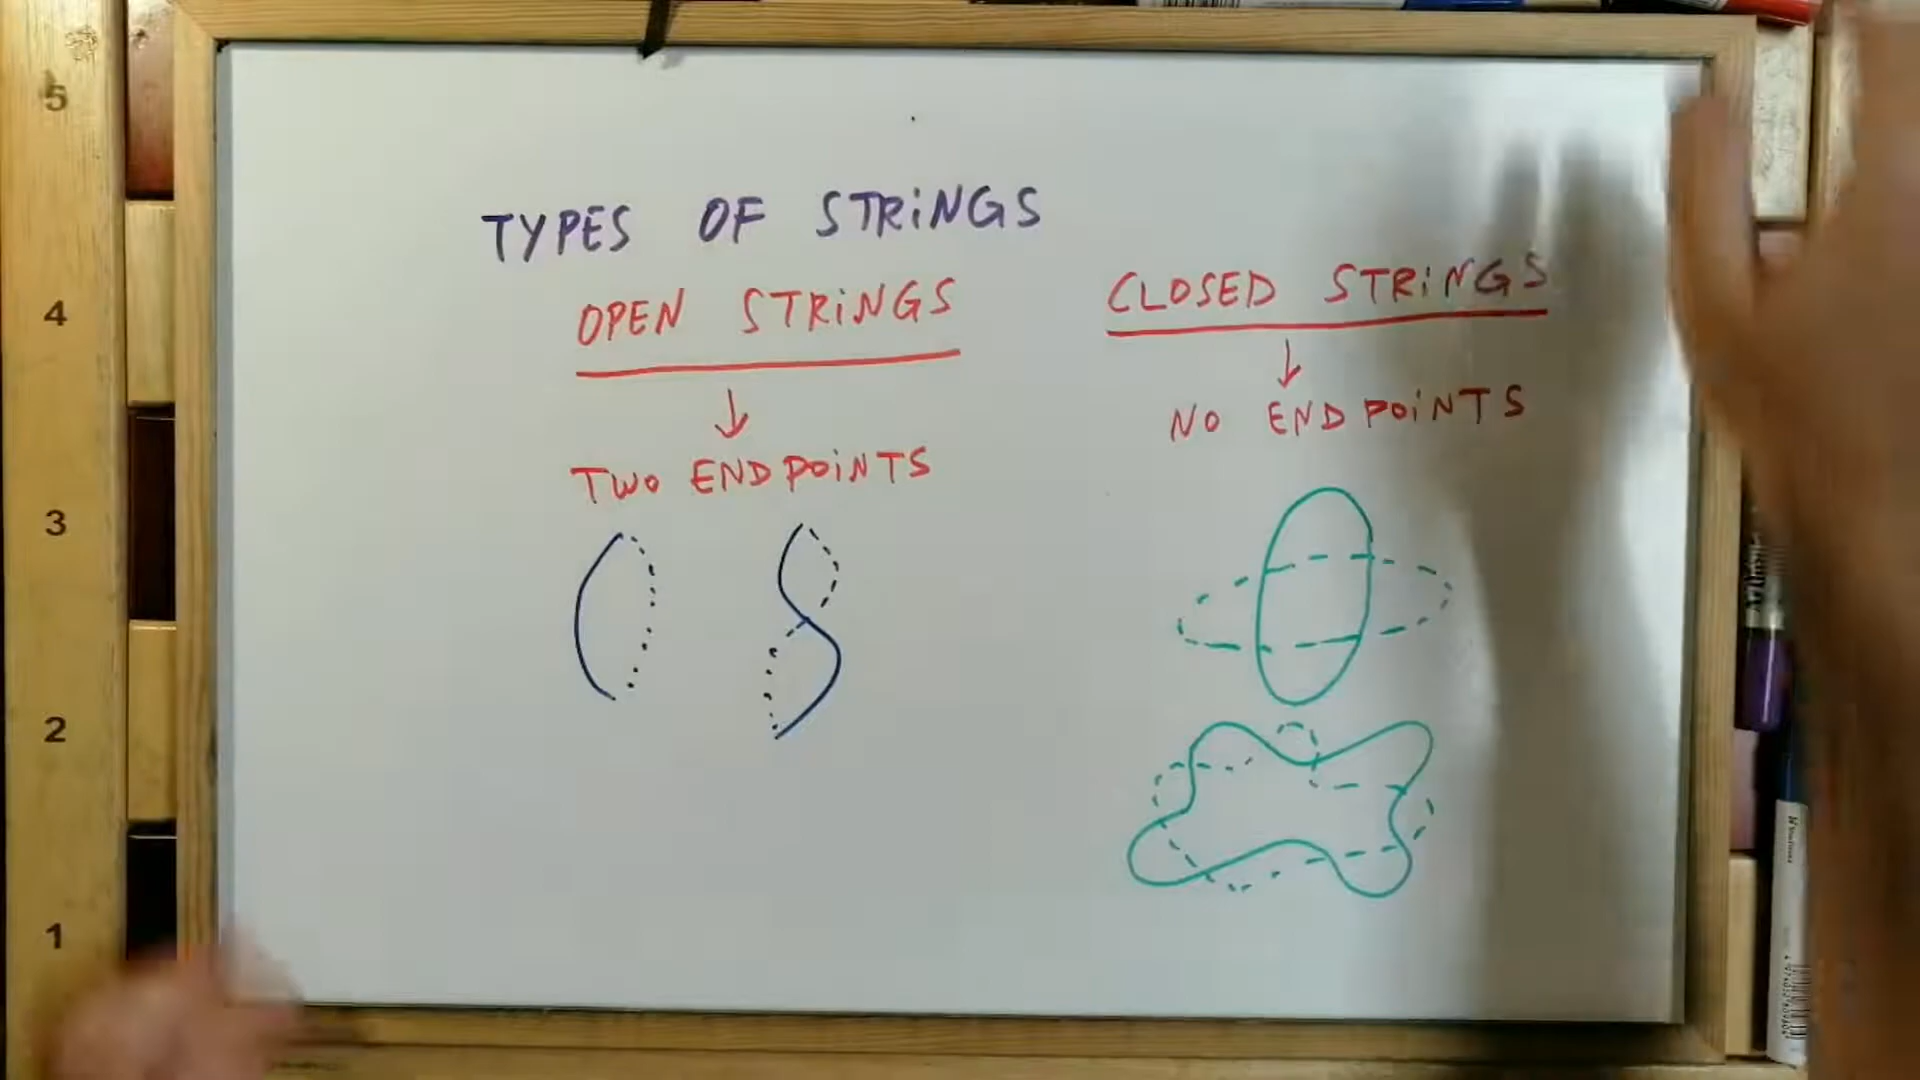 TYPES OF STRiNGS
OPEN STRiNGS
TWO ENDPOiNTS
CLOSED STRiNGS
NO ENDPOiNTS
5
4
3
2
1